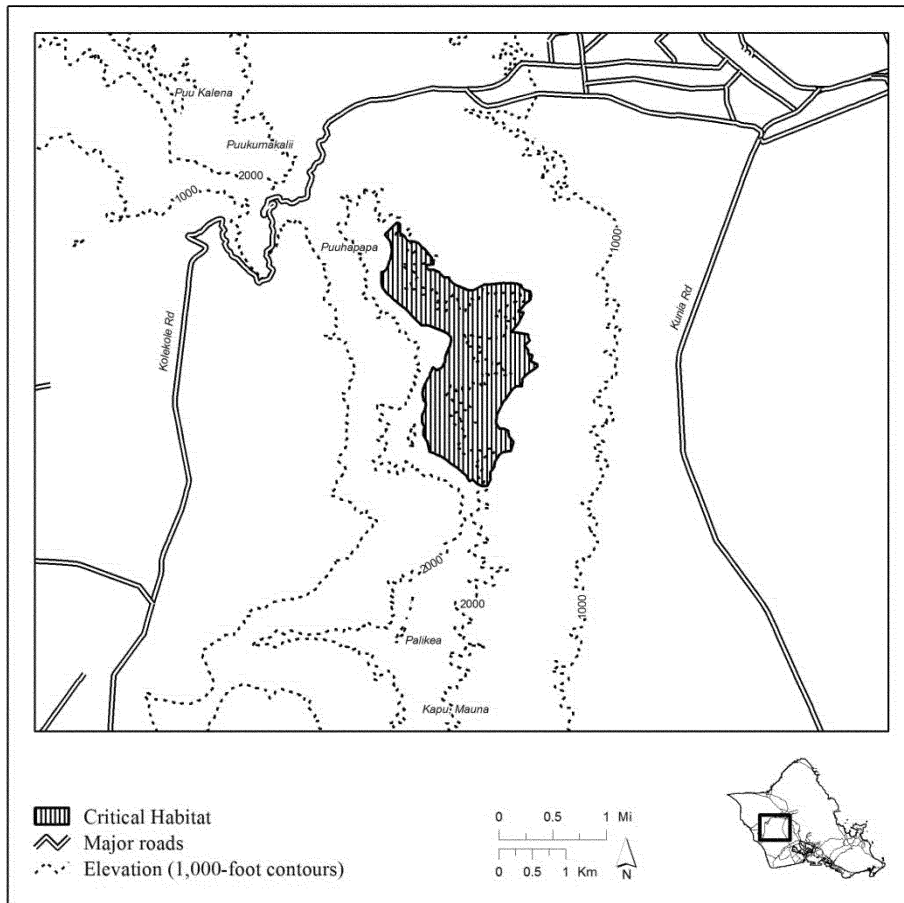 Puu Kalena
Puukumakalii
2000
1000
Puuhapapa
1000
Kolekole Rd
Kunia Rd
2000
2000
1000
Palikea
Kapu Mauna
Critical Habitat
Major roads
Elevation (1,000-foot contours)
0 0.5 1 Mi
0 0.5 1 Km
N